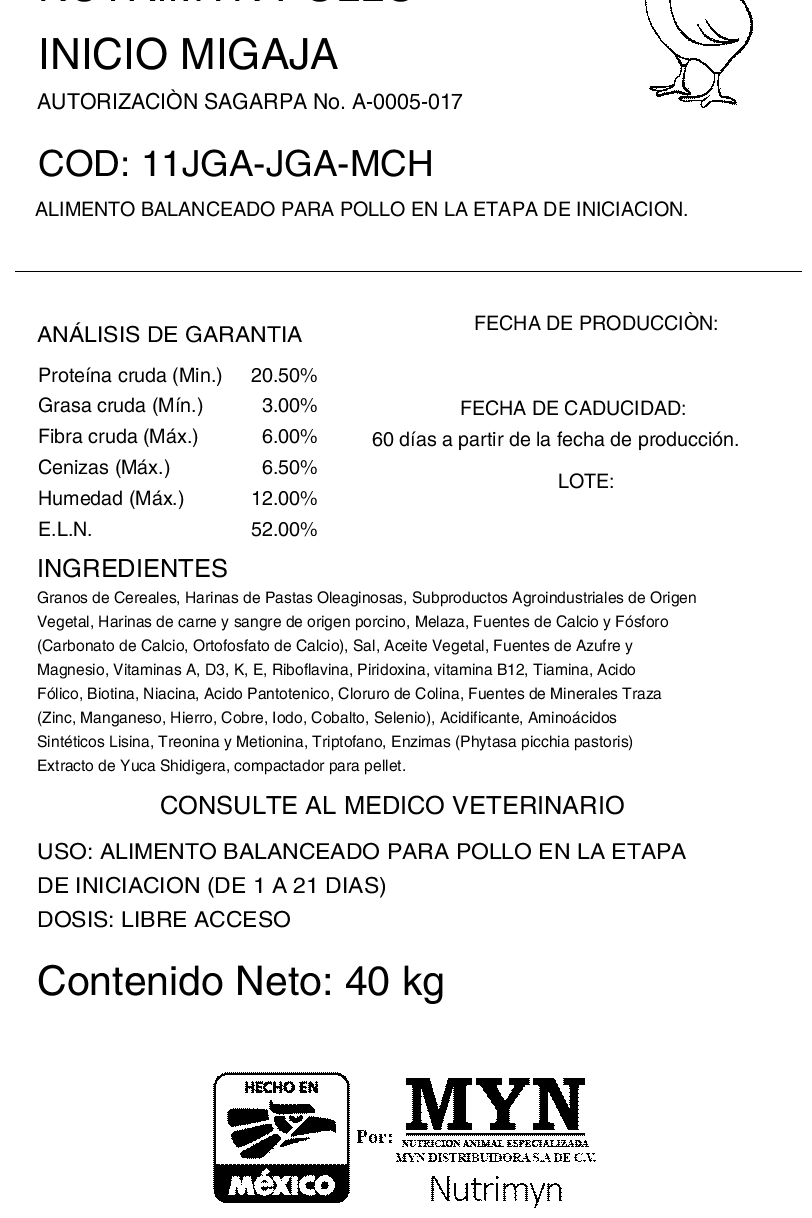 INICIO MIGAJA
AUTORIZACIÒN SAGARPA No. A-0005-017
COD: 11JGA-JGA-MCH
ALIMENTO BALANCEADO PARA POLLO EN LA ETAPA DE INICIACION.
ANÁLISIS DE GARANTIA
Proteína cruda (Min.) 20.50%
Grasa cruda (Mín.) 3.00%
Fibra cruda (Máx.) 6.00%
Cenizas (Máx.) 6.50%
Humedad (Máx.) 12.00%
E.L.N. 52.00%
FECHA DE PRODUCCIÒN:
FECHA DE CADUCIDAD:
60 días a partir de la fecha de producción.
LOTE:
INGREDIENTES
Granos de Cereales, Harinas de Pastas Oleaginosas, Subproductos Agroindustriales de Origen
Vegetal, Harinas de carne y sangre de origen porcino, Melaza, Fuentes de Calcio y Fósforo
(Carbonato de Calcio, Ortofosfato de Calcio), Sal, Aceite Vegetal, Fuentes de Azufre y
Magnesio, Vitaminas A, D3, K, E, Riboflavina, Piridoxina, vitamina B12, Tiamina, Acido
Fólico, Biotina, Niacina, Acido Pantotenico, Cloruro de Colina, Fuentes de Minerales Traza
(Zinc, Manganeso, Hierro, Cobre, Iodo, Cobalto, Selenio), Acidificante, Aminoácidos
Sintéticos Lisina, Treonina y Metionina, Triptofano, Enzimas (Phytasa picchia pastoris)
Extracto de Yuca Shidigera, compactador para pellet.
CONSULTE AL MEDICO VETERINARIO
USO: ALIMENTO BALANCEADO PARA POLLO EN LA ETAPA
DE INICIACION (DE 1 A 21 DIAS)
DOSIS: LIBRE ACCESO
Contenido Neto: 40 kg
HECHO EN
MÉXICO
Por:
MYN
NUTRICION ANIMAL ESPECIALIZADA
MYN DISTRIBUIDORA S.A DE C.V.
Nutrimyn